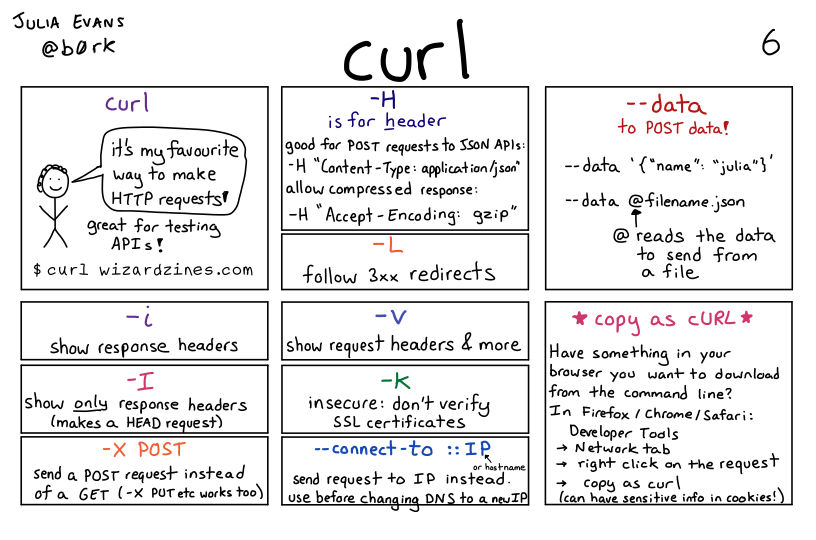 JULIA EVANS
@b0rk
curl
6
curl
it's my favourite
way to make
HTTP requests!
great for testing
APIs!
$ curl wizardzines.com
-H
is for header
good for POST requests to JSON APIs:
-H "Content-Type: application/json"
allow compressed response:
-H "Accept-Encoding: gzip"
-L
follow 3xx redirects
--data
to POST data!
--data '{"name": "julia"}'
--data @filename.json
@ reads the data
to send from
a file
-i
show response headers
-I
show only response headers
(makes a HEAD request)
-X POST
send a POST request instead
of a GET (-X PUT etc works too)
-v
show request headers & more
-k
insecure: don't verify
SSL certificates
--connect-to ::IP
or hostname
send request to IP instead.
use before changing DNS to a new IP
★ copy as cURL ★
Have something in your
browser you want to download
from the command line?
In Firefox/Chrome/Safari:
Developer Tools
→ Network tab
→ right click on the request
→ copy as curl
(can have sensitive info in cookies!)